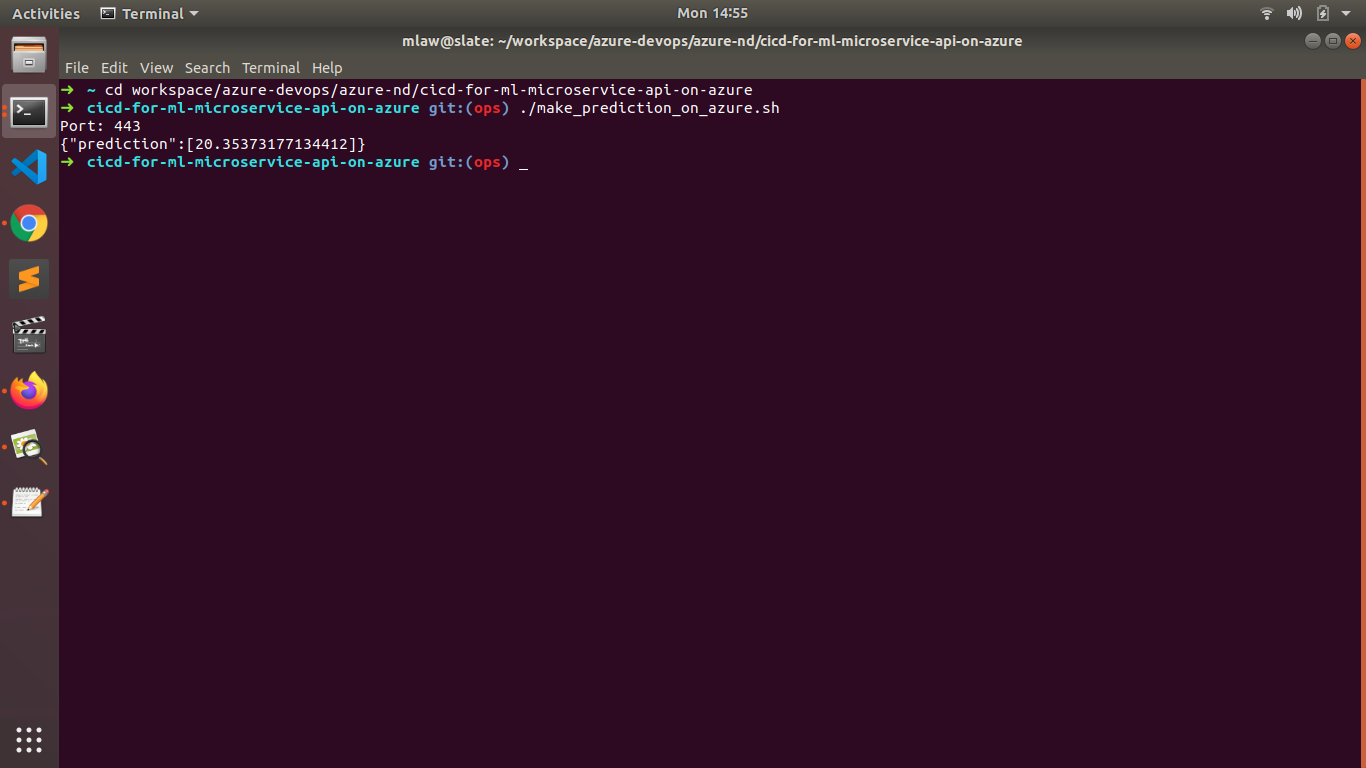 Activities Terminal Mon 14:55
mlaw@slate: ~/workspace/azure-devops/azure-nd/cicd-for-ml-microservice-api-on-azure
File Edit View Search Terminal Help
➜ ~ cd workspace/azure-devops/azure-nd/cicd-for-ml-microservice-api-on-azure
➜ cicd-for-ml-microservice-api-on-azure git:(ops) ./make_prediction_on_azure.sh
Port: 443
{"prediction":[20.35373177134412]}
➜ cicd-for-ml-microservice-api-on-azure git:(ops) _